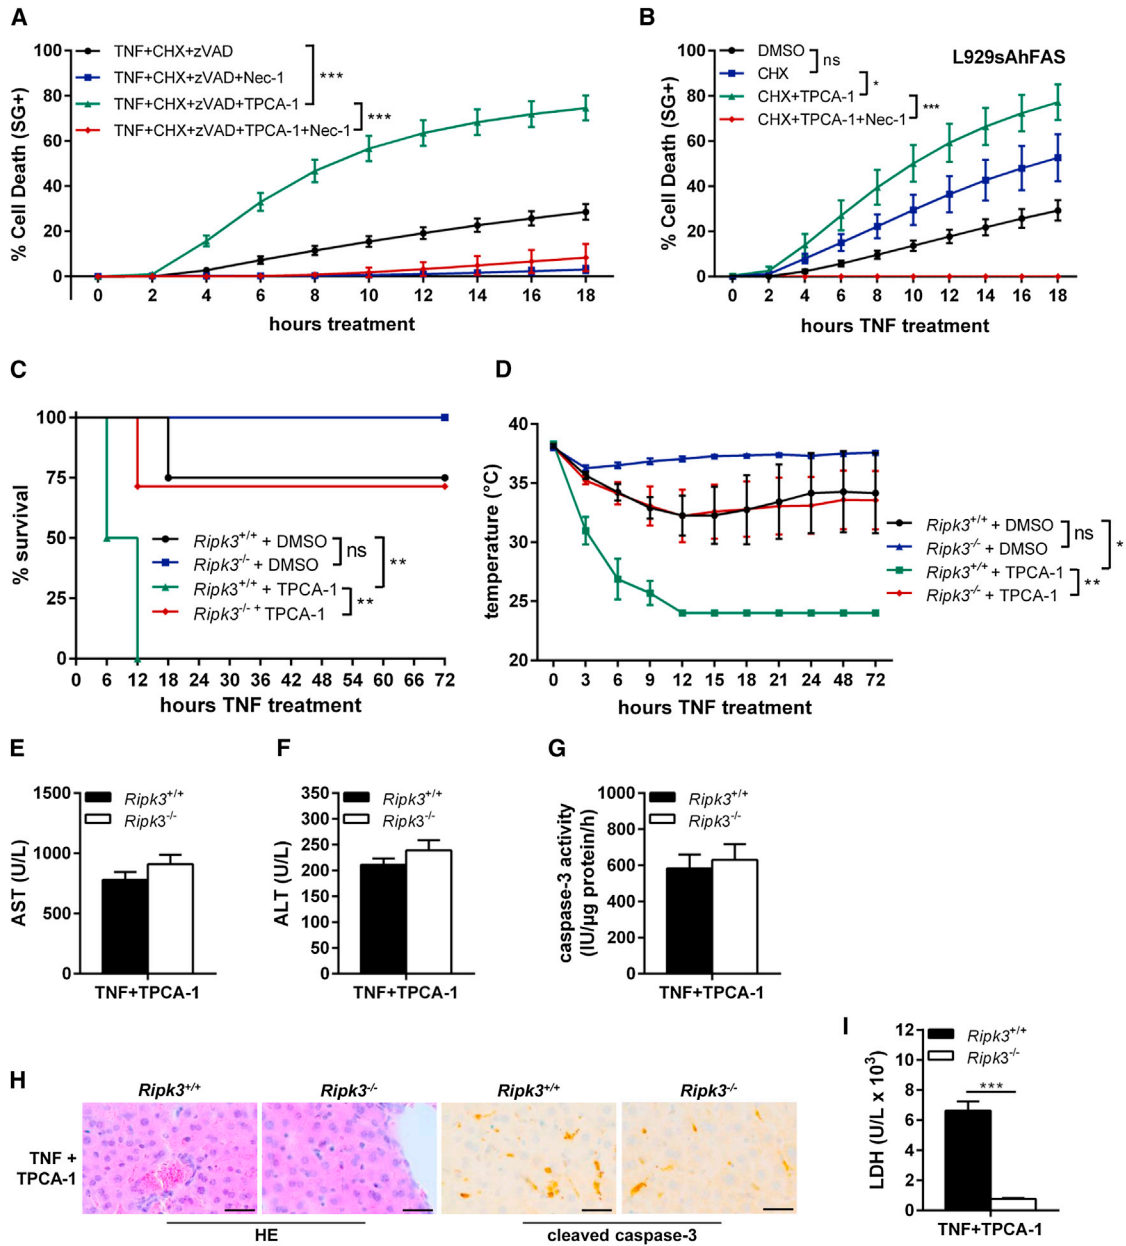 A
TNF+CHX+zVAD
TNF+CHX+zVAD+Nec-1
TNF+CHX+zVAD+TPCA-1
TNF+CHX+zVAD+TPCA-1+Nec-1
***
***
% Cell Death (SG+)
100
80
60
40
20
0
0 2 4 6 8 10 12 14 16 18
hours treatment
B
DMSO
CHX
CHX+TPCA-1
CHX+TPCA-1+Nec-1
ns
*
***
L929sAhFAS
% Cell Death (SG+)
100
80
60
40
20
0
0 2 4 6 8 10 12 14 16 18
hours TNF treatment
C
% survival
100
75
50
25
0
Ripk3+/+ + DMSO
Ripk3-/- + DMSO
Ripk3+/+ + TPCA-1
Ripk3-/- + TPCA-1
ns
**
**
0 6 12 18 24 30 36 42 48 54 60 66 72
hours TNF treatment
D
temperature (°C)
40
35
30
25
20
Ripk3+/+ + DMSO
Ripk3-/- + DMSO
Ripk3+/+ + TPCA-1
Ripk3-/- + TPCA-1
ns
**
*
0 3 6 9 12 15 18 21 24 48 72
hours TNF treatment
E
AST (U/L)
1500
1000
500
0
Ripk3+/+
Ripk3-/-
TNF+TPCA-1
F
ALT (U/L)
350
300
250
200
150
100
50
0
Ripk3+/+
Ripk3-/-
TNF+TPCA-1
G
caspase-3 activity
(IU/µg protein/h)
1000
800
600
400
200
0
Ripk3+/+
Ripk3-/-
TNF+TPCA-1
H
Ripk3+/+ Ripk3-/- Ripk3+/+ Ripk3-/-
TNF +
TPCA-1
HE
cleaved caspase-3
I
LDH (U/L x 10³)
12
10
8
6
4
2
0
Ripk3+/+
Ripk3-/-
***
TNF+TPCA-1